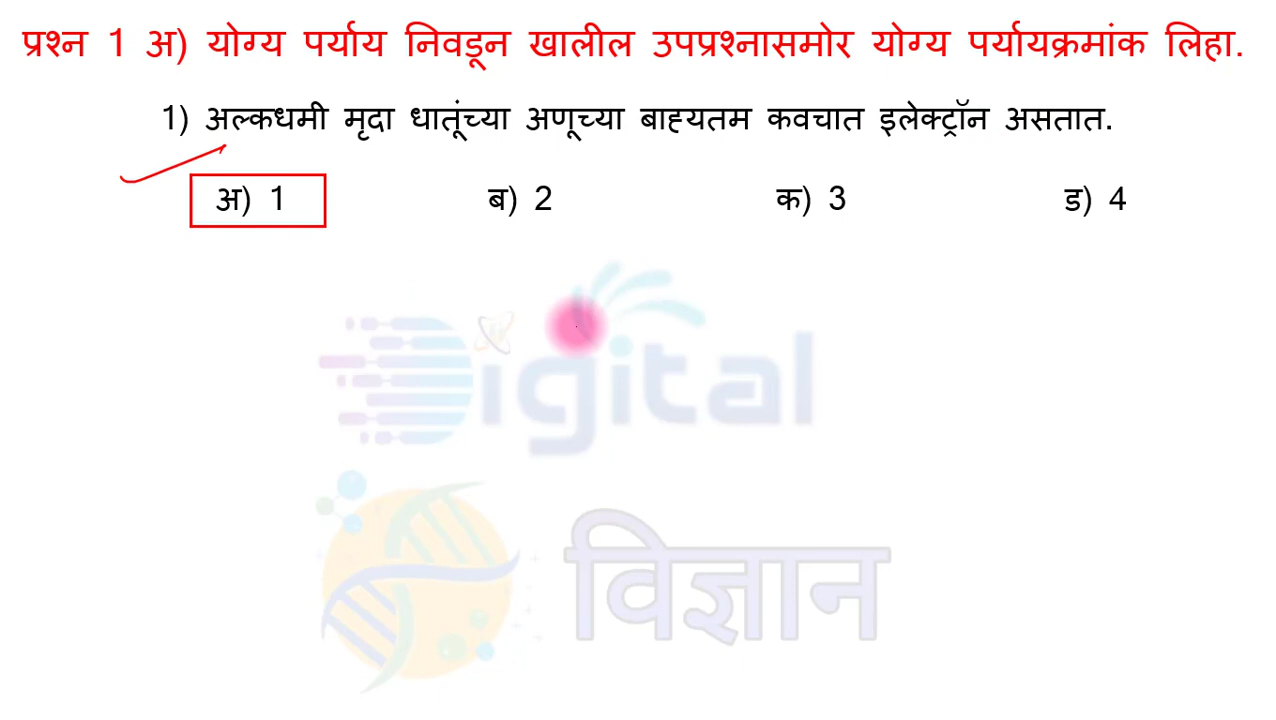 प्रश्न 1 अ) योग्य पर्याय निवडून खालील उपप्रश्नासमोर योग्य पर्यायक्रमांक लिहा.
1) अल्कधमी मृदा धातूंच्या अणूच्या बाह्यतम कवचात इलेक्ट्रॉन असतात.
अ) 1 ब) 2 क) 3 ड) 4
Digital
विज्ञान